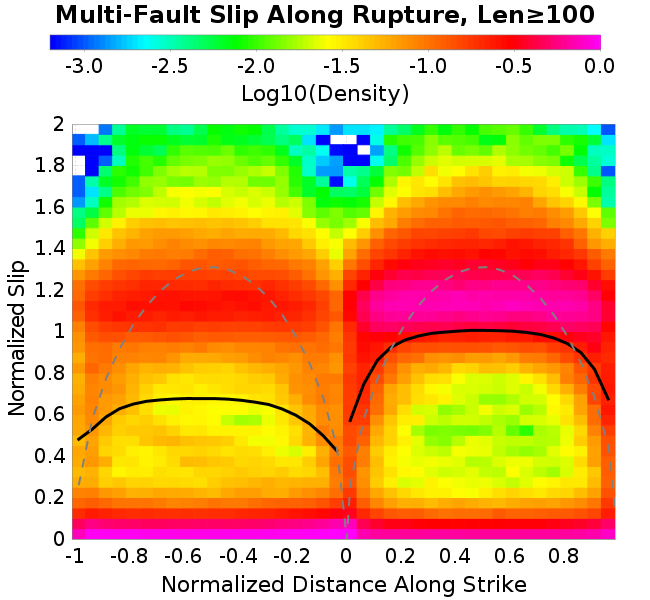 Multi-Fault Slip Along Rupture, Len≥100
-3.0 -2.5 -2.0 -1.5 -1.0 -0.5 0.0
Log10(Density)
Normalized Slip
2
1.8
1.6
1.4
1.2
1
0.8
0.6
0.4
0.2
0
-1 -0.8 -0.6 -0.4 -0.2 0 0.2 0.4 0.6 0.8
Normalized Distance Along Strike